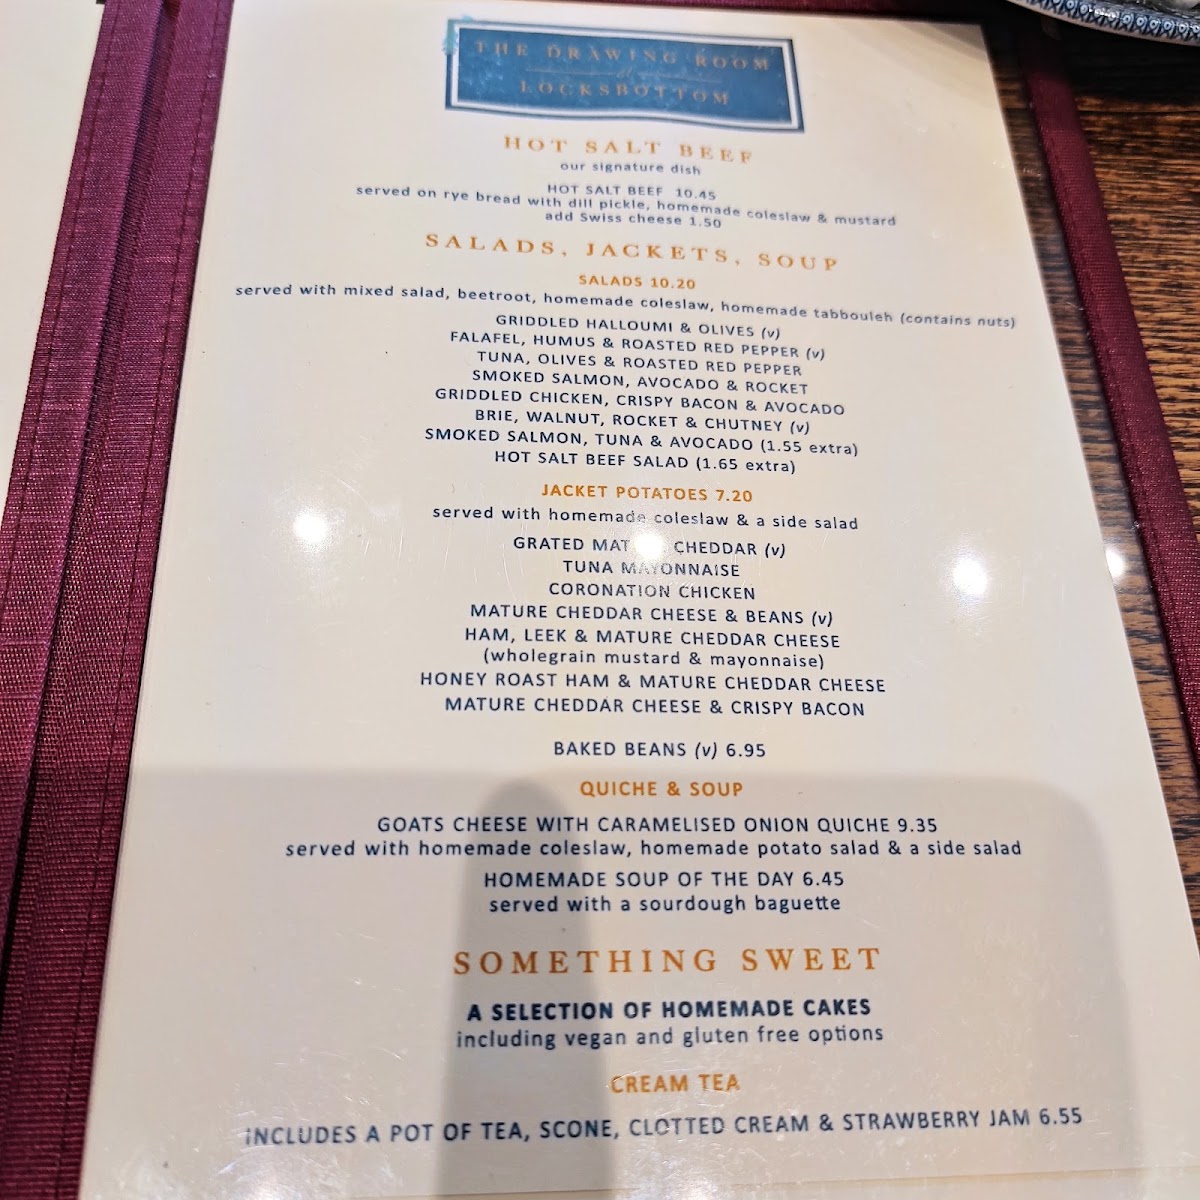 THE DRAWING ROOM
at
LOCKSBOTTOM
HOT SALT BEEF
our signature dish
HOT SALT BEEF 10.45
served on rye bread with dill pickle, homemade coleslaw & mustard
add Swiss cheese 1.50
SALADS, JACKETS, SOUP
SALADS 10.20
served with mixed salad, beetroot, homemade coleslaw, homemade tabbouleh (contains nuts)
GRIDDLED HALLOUMI & OLIVES (v)
FALAFEL, HUMUS & ROASTED RED PEPPER (v)
TUNA, OLIVES & ROASTED RED PEPPER
SMOKED SALMON, AVOCADO & ROCKET
GRIDDLED CHICKEN, CRISPY BACON & AVOCADO
BRIE, WALNUT, ROCKET & CHUTNEY (v)
SMOKED SALMON, TUNA & AVOCADO (1.55 extra)
HOT SALT BEEF SALAD (1.65 extra)
JACKET POTATOES 7.20
served with homemade coleslaw & a side salad
GRATED CHEDDAR (v)
TUNA MAYONNAISE
CORONATION CHICKEN
MATURE CHEDDAR CHEESE & BEANS (v)
HAM, LEEK & MATURE CHEDDAR CHEESE
(wholegrain mustard & mayonnaise)
HONEY ROAST HAM & MATURE CHEDDAR CHEESE
MATURE CHEDDAR CHEESE & CRISPY BACON
BAKED BEANS (v) 6.95
QUICHE & SOUP
GOATS CHEESE WITH CARAMELISED ONION QUICHE 9.35
served with homemade coleslaw, homemade potato salad & a side salad
HOMEMADE SOUP OF THE DAY 6.45
served with a sourdough baguette
SOMETHING SWEET
A SELECTION OF HOMEMADE CAKES
including vegan and gluten free options
CREAM TEA
INCLUDES A POT OF TEA, SCONE, CLOTTED CREAM & STRAWBERRY JAM 6.55